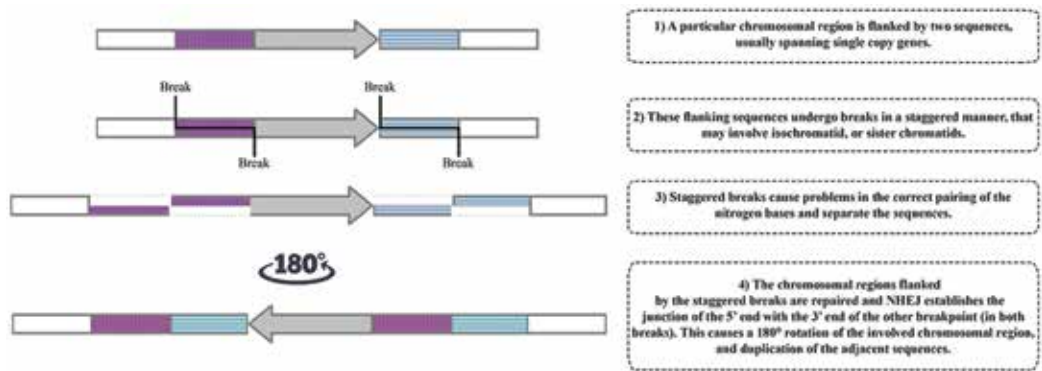 1) A particular chromosomal region is flanked by two sequences,
usually spanning single copy genes.
Break
Break
Break
Break
2) These flanking sequences undergo breaks in a staggered manner, that
may involve isochromatid, or sister chromatids.
3) Staggered breaks cause problems in the correct pairing of the
nitrogen bases and separate the sequences.
180°
4) The chromosomal regions flanked
by the staggered breaks are repaired and NHEJ establishes the
junction of the 5' end with the 3' end of the other breakpoint (in both
breaks). This causes a 180° rotation of the involved chromosomal region,
and duplication of the adjacent sequences.